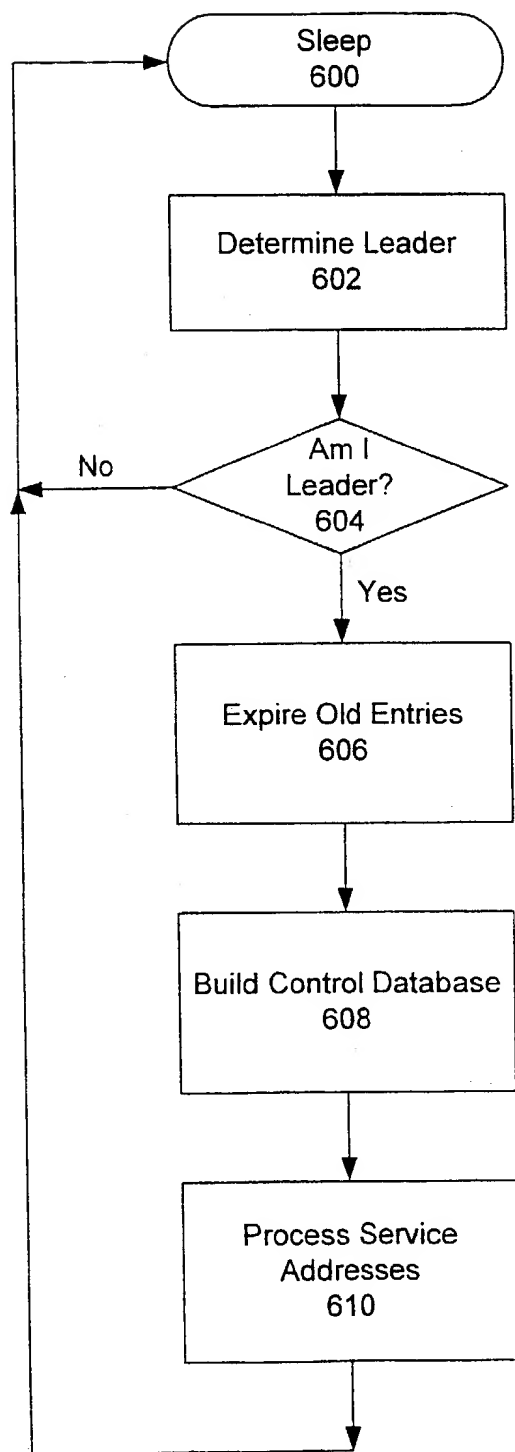 Sleep
600
Determine Leader
602
Am I
Leader?
604
No
Yes
Expire Old Entries
606
Build Control Database
608
Process Service
Addresses
610